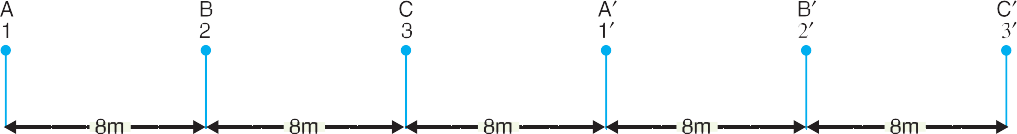 A B C A′ B′ C′
1 2 3 1′ 2′ 3′
8m 8m 8m 8m 8m